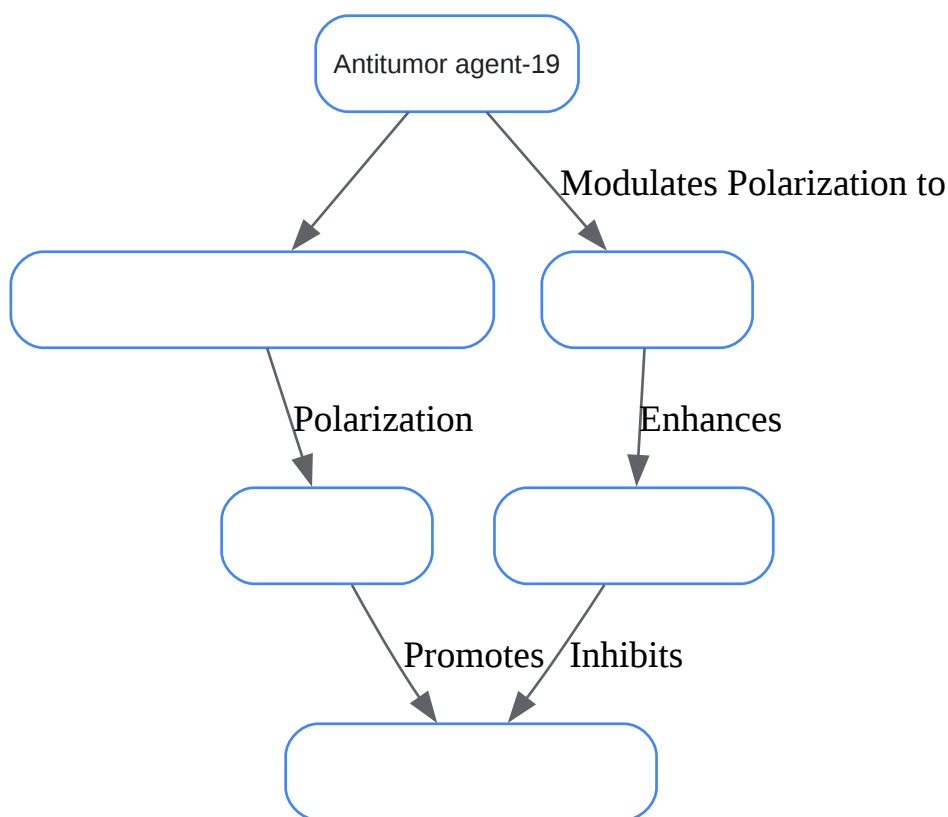 Antitumor agent-19
Modulates Polarization to
Polarization
Enhances
Promotes
Inhibits